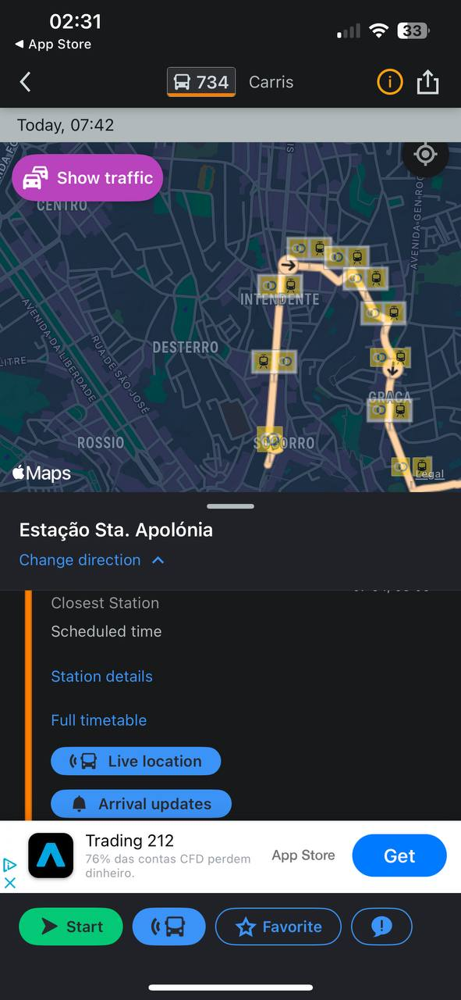 02:31
33
App Store
734
Carris
Today, 07:42
Show traffic
CENTRO
AVENIDA GEN ROÇ
INTENDENTE
AVENIDA DA LIBERDADE
RUA DE SÃO JOSÉ
DESTERRO
LITRE
GRAÇA
ROSSIO
SOCORRO
Maps
Legal
Estação Sta. Apolónia
Change direction
Closest Station
Scheduled time
Station details
Full timetable
Live location
Arrival updates
Trading 212
76% das contas CFD perdem
dinheiro.
App Store
Get
Start
Favorite